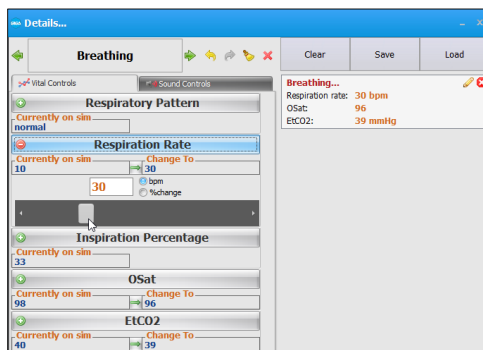 Details...
Breathing
Clear
Save
Load
Vital Controls
Sound Controls
Respiratory Pattern
Currently on sim
normal
Respiration Rate
Currently on sim
Change To
10
30
30
bpm
%change
Inspiration Percentage
Currently on sim
33
OSat
Currently on sim
Change To
98
96
EtCO2
Currently on sim
Change To
40
39
Breathing...
Respiration rate: 30 bpm
OSat: 96
EtCO2: 39 mmHg